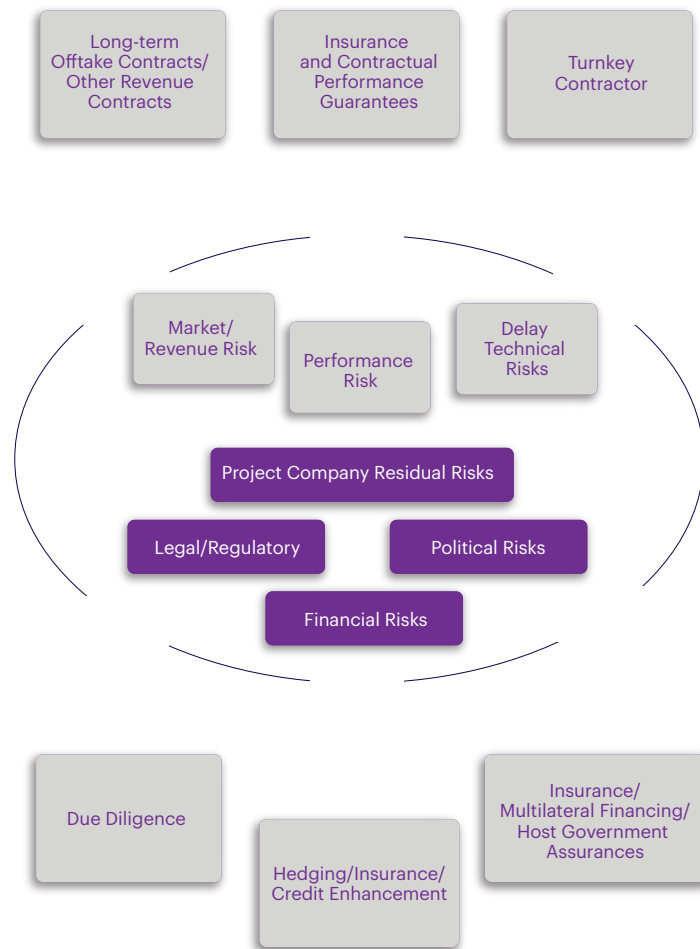 Long-term
Offtake Contracts/
Other Revenue
Contracts
Insurance
and Contractual
Performance
Guarantees
Turnkey
Contractor
Market/
Revenue Risk
Performance
Risk
Delay
Technical
Risks
Project Company Residual Risks
Legal/Regulatory
Political Risks
Financial Risks
Due Diligence
Hedging/Insurance/
Credit Enhancement
Insurance/
Multilateral Financing/
Host Government
Assurances